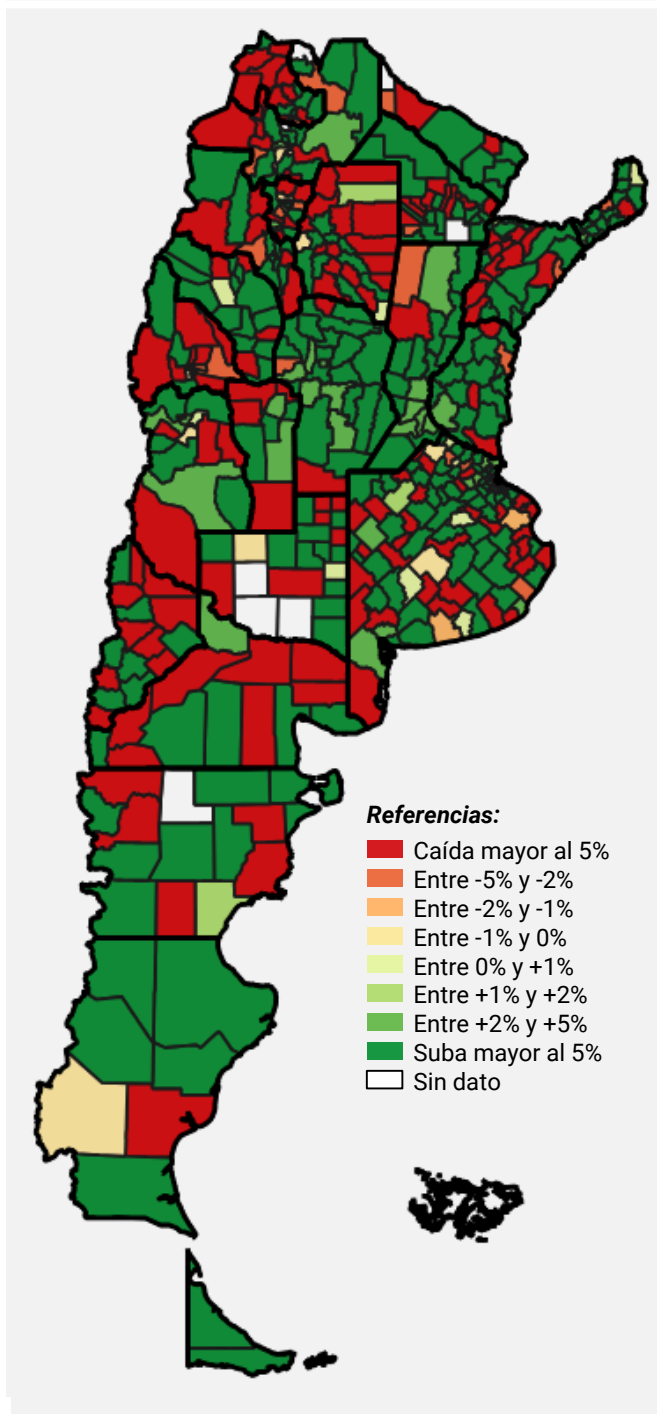 Referencias:
Caída mayor al 5%
Entre -5% y -2%
Entre -2% y -1%
Entre -1% y 0%
Entre 0% y +1%
Entre +1% y +2%
Entre +2% y +5%
Suba mayor al 5%
Sin dato